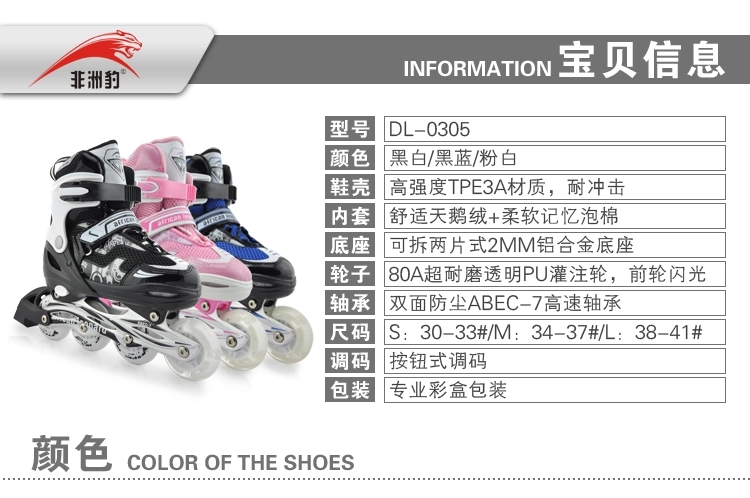 非洲豹®
INFORMATION 宝贝信息
型号 DL-0305
颜色 黑白/黑蓝/粉白
鞋壳 高强度TPE3A材质，耐冲击
内套 舒适天鹅绒+柔软记忆泡棉
底座 可拆两片式2MM铝合金底座
轮子 80A超耐磨透明PU灌注轮，前轮闪光
轴承 双面防尘ABEC-7高速轴承
尺码 S：30-33#/M：34-37#/L：38-41#
调码 按钮式调码
包装 专业彩盒包装
african
african
颜色 COLOR OF THE SHOES